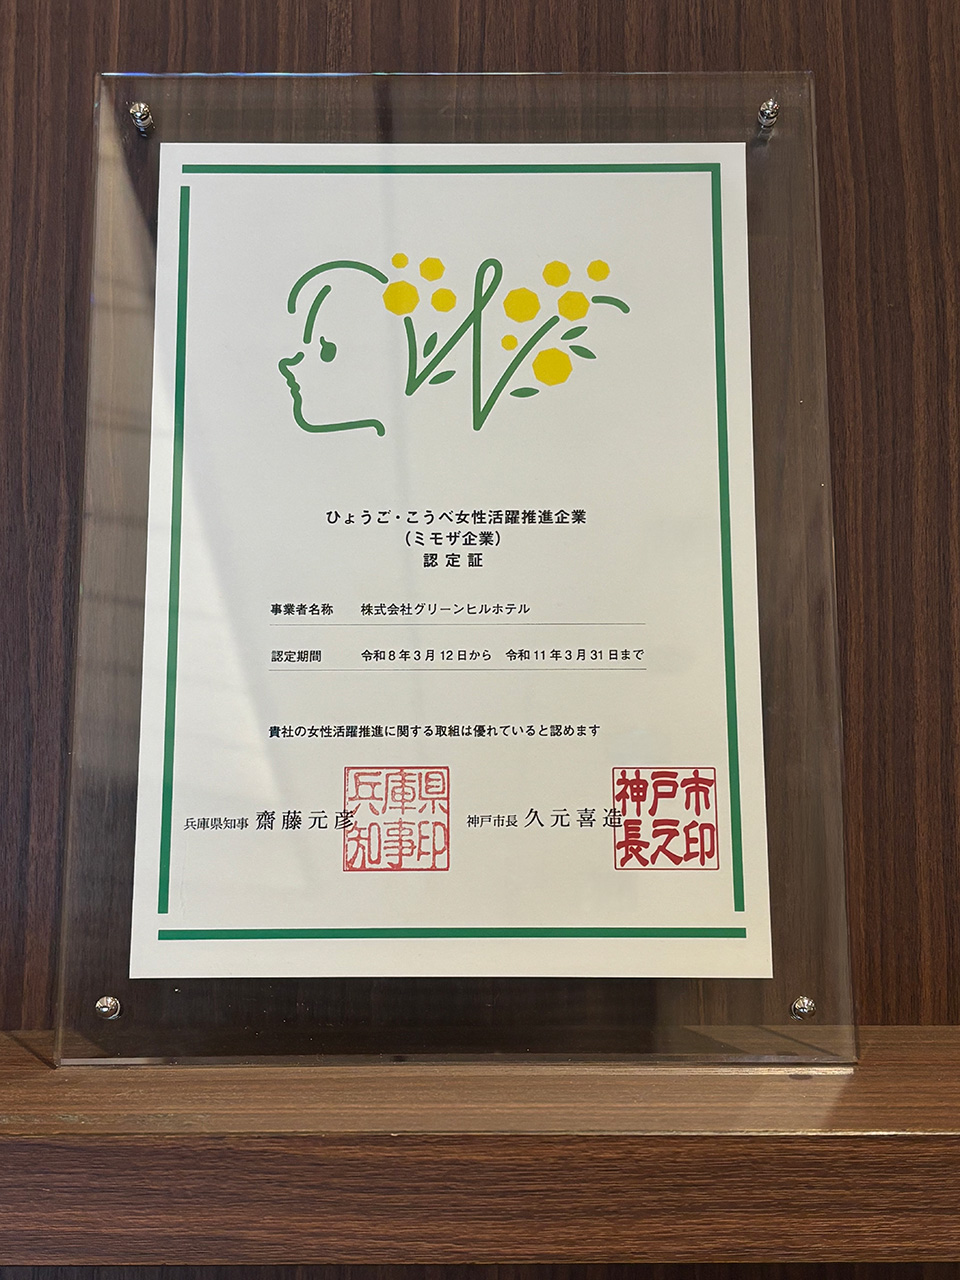 ひょうご・こうべ女性活躍推進企業
（ミモザ企業）
認定証
事業者名称 株式会社グリーンヒルホテル
認定期間 令和8年3月12日から 令和11年3月31日まで
貴社の女性活躍推進に関する取組は優れていると認めます
兵庫県知事 齋藤元彦 神戸市長 久元喜造
兵庫県
知事印
神戸市
長之印